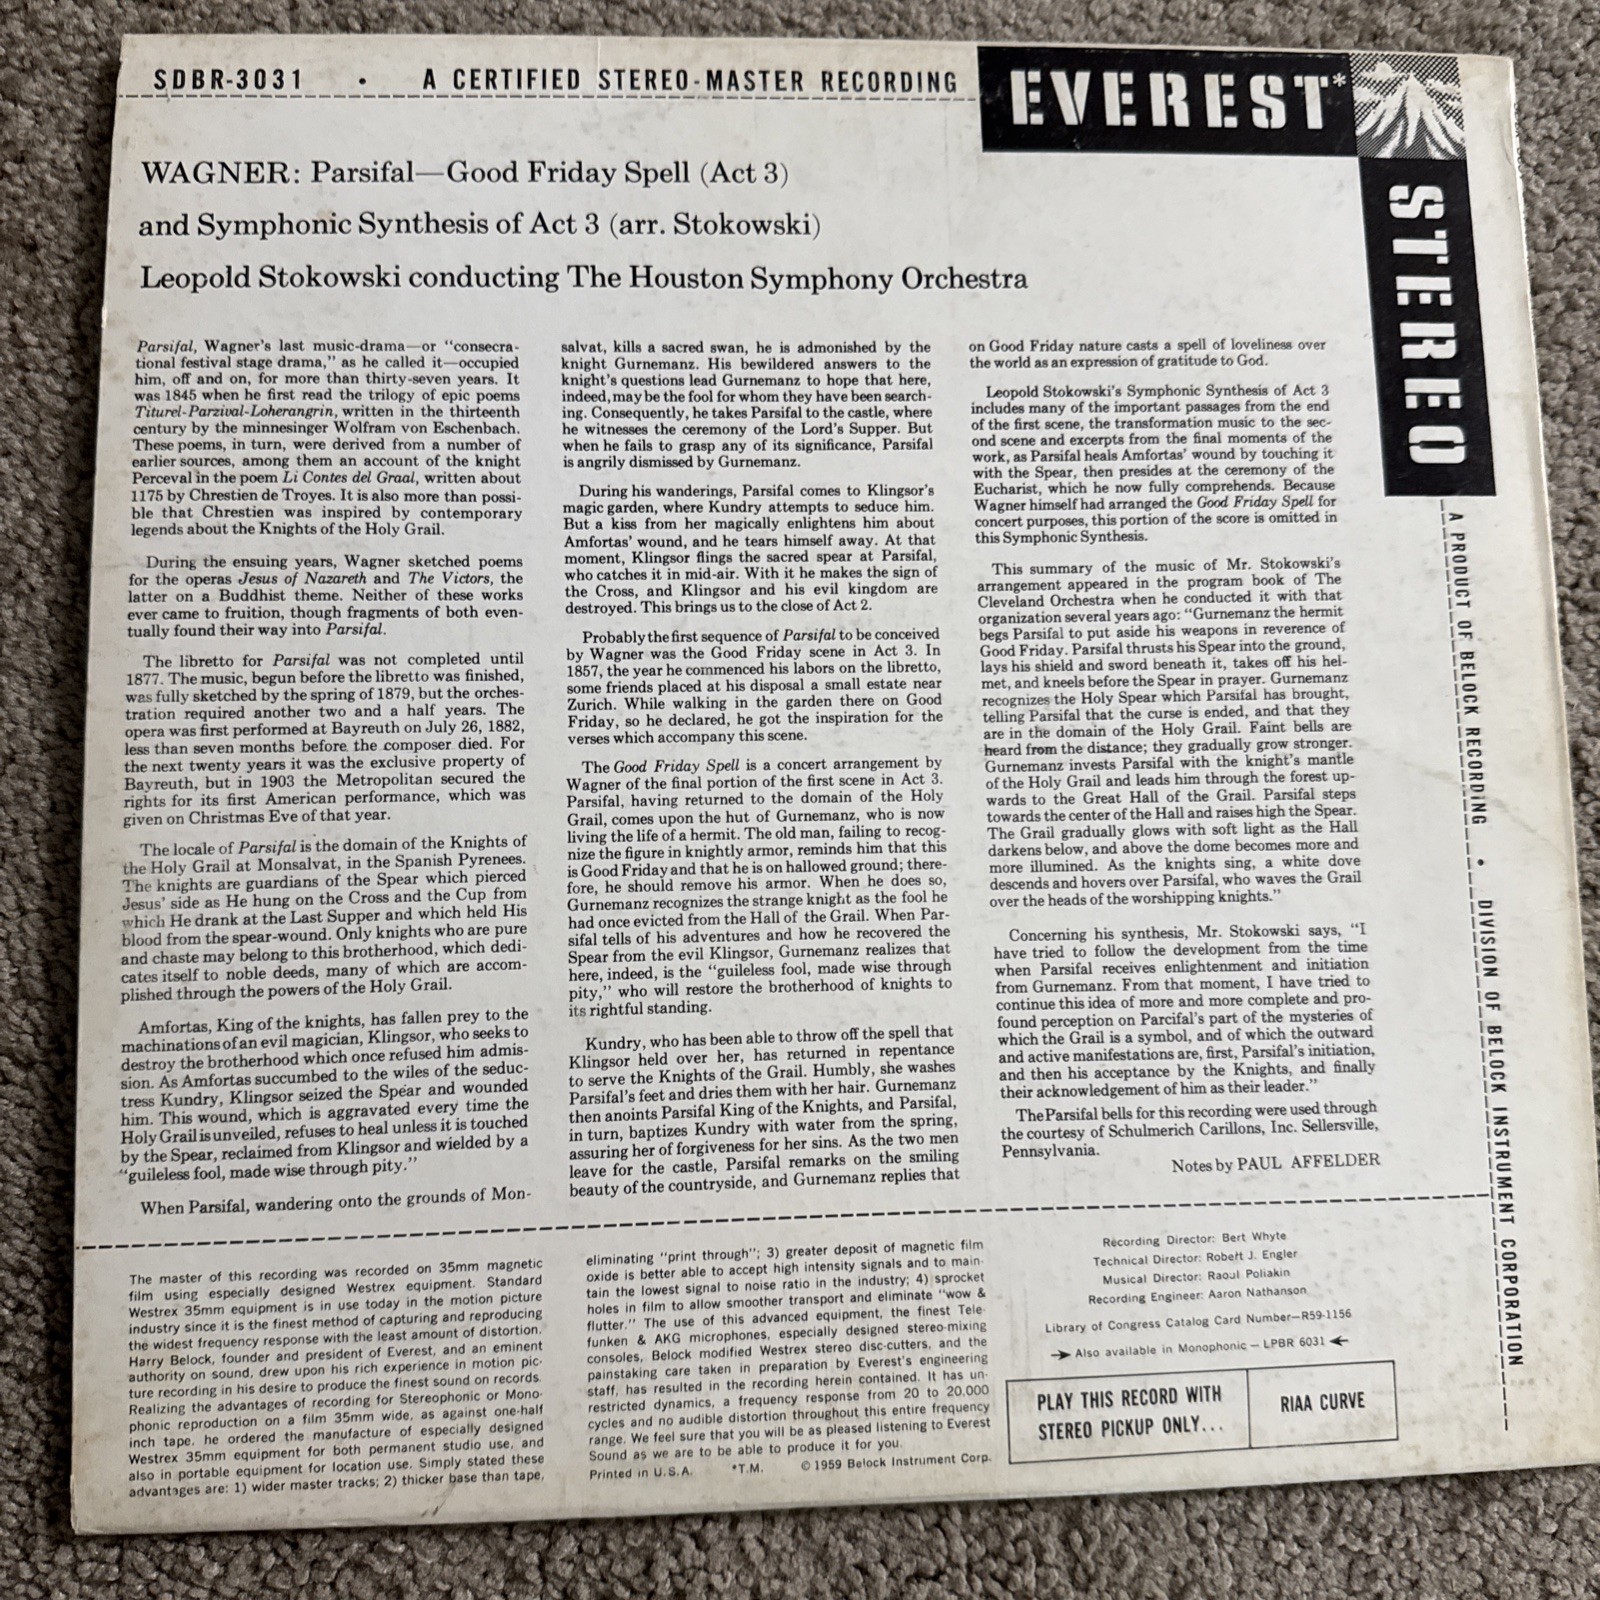 SDBR-3031 • A CERTIFIED STEREO-MASTER RECORDING
EVEREST*
STEREO
WAGNER: Parsifal—Good Friday Spell (Act 3)
and Symphonic Synthesis of Act 3 (arr. Stokowski)
Leopold Stokowski conducting The Houston Symphony Orchestra
Parsifal, Wagner's last music-drama—or "consecra-
tional festival stage drama," as he called it—occupied
him, off and on, for more than thirty-seven years. It
was 1845 when he first read the trilogy of epic poems
Titurel-Parzival-Loherangrin, written in the thirteenth
century by the minnesinger Wolfram von Eschenbach.
These poems, in turn, were derived from a number of
earlier sources, among them an account of the knight
Perceval in the poem Li Contes del Graal, written about
1175 by Chrestien de Troyes. It is also more than possi-
ble that Chrestien was inspired by contemporary
legends about the Knights of the Holy Grail.
During the ensuing years, Wagner sketched poems
for the operas Jesus of Nazareth and The Victors, the
latter on a Buddhist theme. Neither of these works
ever came to fruition, though fragments of both even-
tually found their way into Parsifal.
The libretto for Parsifal was not completed until
1877. The music, begun before the libretto was finished,
was fully sketched by the spring of 1879, but the orches-
tration required another two and a half years. The
opera was first performed at Bayreuth on July 26, 1882,
less than seven months before the composer died. For
the next twenty years it was the exclusive property of
Bayreuth, but in 1903 the Metropolitan secured the
rights for its first American performance, which was
given on Christmas Eve of that year.
The locale of Parsifal is the domain of the Knights of
the Holy Grail at Monsalvat, in the Spanish Pyrenees.
The knights are guardians of the Spear which pierced
Jesus' side as He hung on the Cross and the Cup from
which He drank at the Last Supper and which held His
blood from the spear-wound. Only knights who are pure
and chaste may belong to this brotherhood, which dedi-
cates itself to noble deeds, many of which are accom-
plished through the powers of the Holy Grail.
Amfortas, King of the knights, has fallen prey to the
machinations of an evil magician, Klingsor, who seeks to
destroy the brotherhood which once refused him admis-
sion. As Amfortas succumbed to the wiles of the seduc-
tress Kundry, Klingsor seized the Spear and wounded
him. This wound, which is aggravated every time the
Holy Grail is unveiled, refuses to heal unless it is touched
by the Spear, reclaimed from Klingsor and wielded by a
"guileless fool, made wise through pity."
When Parsifal, wandering onto the grounds of Mon-
salvat, kills a sacred swan, he is admonished by the
knight Gurnemanz. His bewildered answers to the
knight's questions lead Gurnemanz to hope that here,
indeed, may be the fool for whom they have been search-
ing. Consequently, he takes Parsifal to the castle, where
he witnesses the ceremony of the Lord's Supper. But
when he fails to grasp any of its significance, Parsifal
is angrily dismissed by Gurnemanz.
During his wanderings, Parsifal comes to Klingsor's
magic garden, where Kundry attempts to seduce him.
But a kiss from her magically enlightens him about
Amfortas' wound, and he tears himself away. At that
moment, Klingsor flings the sacred spear at Parsifal,
who catches it in mid-air. With it he makes the sign of
the Cross, and Klingsor and his evil kingdom are
destroyed. This brings us to the close of Act 2.
Probably the first sequence of Parsifal to be conceived
by Wagner was the Good Friday scene in Act 3. In
1857, the year he commenced his labors on the libretto,
some friends placed at his disposal a small estate near
Zurich. While walking in the garden there on Good
Friday, so he declared, he got the inspiration for the
verses which accompany this scene.
The Good Friday Spell is a concert arrangement by
Wagner of the final portion of the first scene in Act 3.
Parsifal, having returned to the domain of the Holy
Grail, comes upon the hut of Gurnemanz, who is now
living the life of a hermit. The old man, failing to recog-
nize the figure in knightly armor, reminds him that this
is Good Friday and that he is on hallowed ground; there-
fore, he should remove his armor. When he does so,
Gurnemanz recognizes the strange knight as the fool he
had once evicted from the Hall of the Grail. When Par-
sifal tells of his adventures and how he recovered the
Spear from the evil Klingsor, Gurnemanz realizes that
here, indeed, is the "guileless fool, made wise through
pity," who will restore the brotherhood of knights to
its rightful standing.
Kundry, who has been able to throw off the spell that
Klingsor held over her, has returned in repentance
to serve the Knights of the Grail. Humbly, she washes
Parsifal's feet and dries them with her hair. Gurnemanz
then anoints Parsifal King of the Knights, and Parsifal,
in turn, baptizes Kundry with water from the spring,
assuring her of forgiveness for her sins. As the two men
leave for the castle, Parsifal remarks on the smiling
beauty of the countryside, and Gurnemanz replies that
on Good Friday nature casts a spell of loveliness over
the world as an expression of gratitude to God.
Leopold Stokowski's Symphonic Synthesis of Act 3
includes many of the important passages from the end
of the first scene, the transformation music to the sec-
ond scene and excerpts from the final moments of the
work, as Parsifal heals Amfortas' wound by touching it
with the Spear, then presides at the ceremony of the
Eucharist, which he now fully comprehends. Because
Wagner himself had arranged the Good Friday Spell for
concert purposes, this portion of the score is omitted in
this Symphonic Synthesis.
This summary of the music of Mr. Stokowski's
arrangement appeared in the program book of The
Cleveland Orchestra when he conducted it with that
organization several years ago: "Gurnemanz the hermit
begs Parsifal to put aside his weapons in reverence of
Good Friday. Parsifal thrusts his Spear into the ground,
lays his shield and sword beneath it, takes off his hel-
met, and kneels before the Spear in prayer. Gurnemanz
recognizes the Holy Spear which Parsifal has brought,
telling Parsifal that the curse is ended, and that they
are in the domain of the Holy Grail. Faint bells are
heard from the distance; they gradually grow stronger.
Gurnemanz invests Parsifal with the knight's mantle
of the Holy Grail and leads him through the forest up-
wards to the Great Hall of the Grail. Parsifal steps
towards the center of the Hall and raises high the Spear.
The Grail gradually glows with soft light as the Hall
darkens below, and above the dome becomes more and
more illumined. As the knights sing, a white dove
descends and hovers over Parsifal, who waves the Grail
over the heads of the worshipping knights."
Concerning his synthesis, Mr. Stokowski says, "I
have tried to follow the development from the time
when Parsifal receives enlightenment and initiation
from Gurnemanz. From that moment, I have tried to
continue this idea of more and more complete and pro-
found perception on Parcifal's part of the mysteries of
which the Grail is a symbol, and of which the outward
and active manifestations are, first, Parsifal's initiation,
and then his acceptance by the Knights, and finally
their acknowledgement of him as their leader."
The Parsifal bells for this recording were used through
the courtesy of Schulmerich Carillons, Inc. Sellersville,
Pennsylvania.
Notes by PAUL AFFELDER
A PRODUCT OF BELOCK RECORDING • DIVISION OF BELOCK INSTRUMENT CORPORATION
The master of this recording was recorded on 35mm magnetic
film using especially designed Westrex equipment. Standard
Westrex 35mm equipment is in use today in the motion picture
industry since it is the finest method of capturing and reproducing
the widest frequency response with the least amount of distortion.
Harry Belock, founder and president of Everest, and an eminent
authority on sound, drew upon his rich experience in motion pic-
ture recording in his desire to produce the finest sound on records.
Realizing the advantages of recording for Stereophonic or Mono-
phonic reproduction on a film 35mm wide, as against one-half
inch tape, he ordered the manufacture of especially designed
Westrex 35mm equipment for both permanent studio use, and
also in portable equipment for location use. Simply stated these
advantages are: 1) wider master tracks; 2) thicker base than tape,
eliminating "print through"; 3) greater deposit of magnetic film
oxide is better able to accept high intensity signals and to main-
tain the lowest signal to noise ratio in the industry; 4) sprocket
holes in film to allow smoother transport and eliminate "wow &
flutter." The use of this advanced equipment, the finest Tele-
funken & AKG microphones, especially designed stereo-mixing
consoles, Belock modified Westrex stereo disc-cutters, and the
painstaking care taken in preparation by Everest's engineering
staff, has resulted in the recording herein contained. It has un-
restricted dynamics, a frequency response from 20 to 20,000
cycles and no audible distortion throughout this entire frequency
range. We feel sure that you will be as pleased listening to Everest
Sound as we are to be able to produce it for you.
Printed in U.S.A. *T.M. © 1959 Belock Instrument Corp.
Recording Director: Bert Whyte
Technical Director: Robert J. Engler
Musical Director: Raoul Poliakin
Recording Engineer: Aaron Nathanson
Library of Congress Catalog Card Number—R59-1156
Also available in Monophonic — LPBR 6031
PLAY THIS RECORD WITH
STEREO PICKUP ONLY...
RIAA CURVE